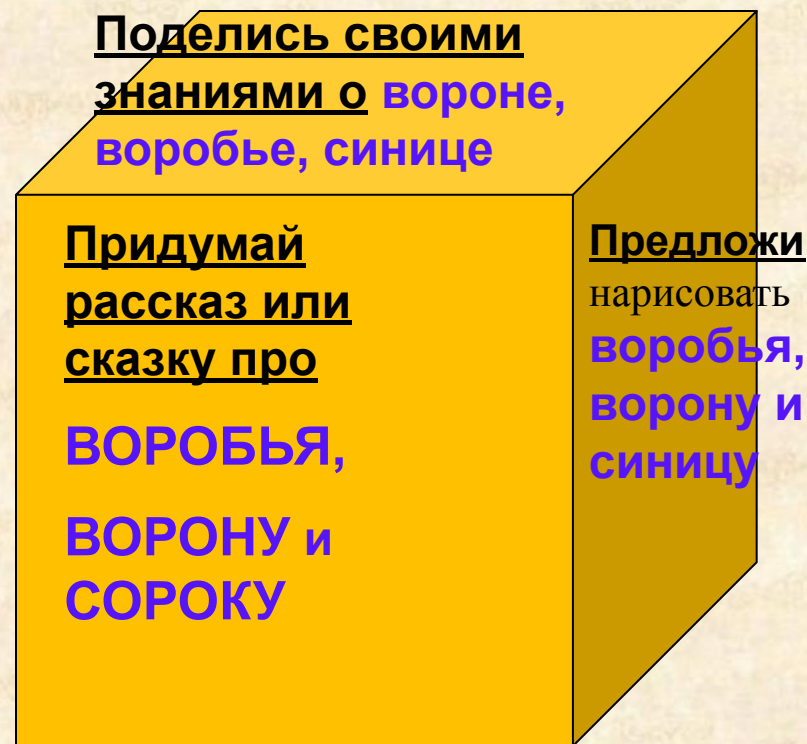 Поделись своими
знаниями о вороне,
воробье, синице
Придумай
рассказ или
сказку про
ВОРОБЬЯ,
ВОРОНУ и
СОРОКУ
Предложи
нарисовать
воробья,
ворону и
синицу